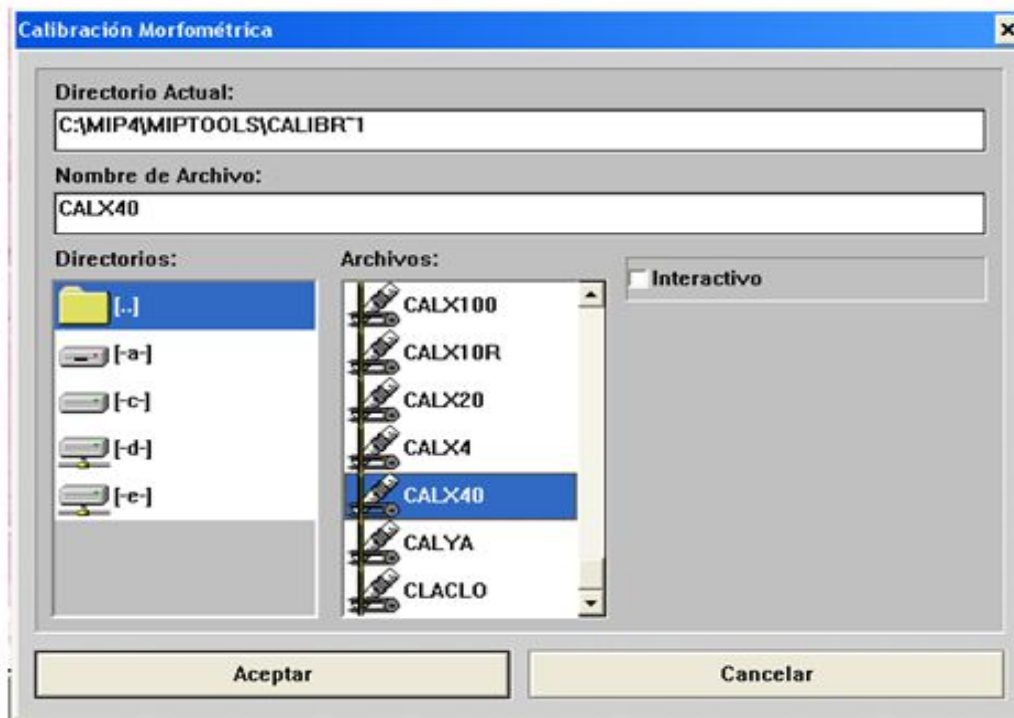 Calibración Morfométrica
Directorio Actual:
C:\MIP4\MIPTOOLS\CALIBR~1
Nombre de Archivo:
CALX40
Directorios:
Archivos:
Interactivo
[..]
[-a-]
[-c-]
[-d-]
[-e-]
CALX100
CALX10R
CALX20
CALX4
CALX40
CALYA
CLACLO
Aceptar
Cancelar